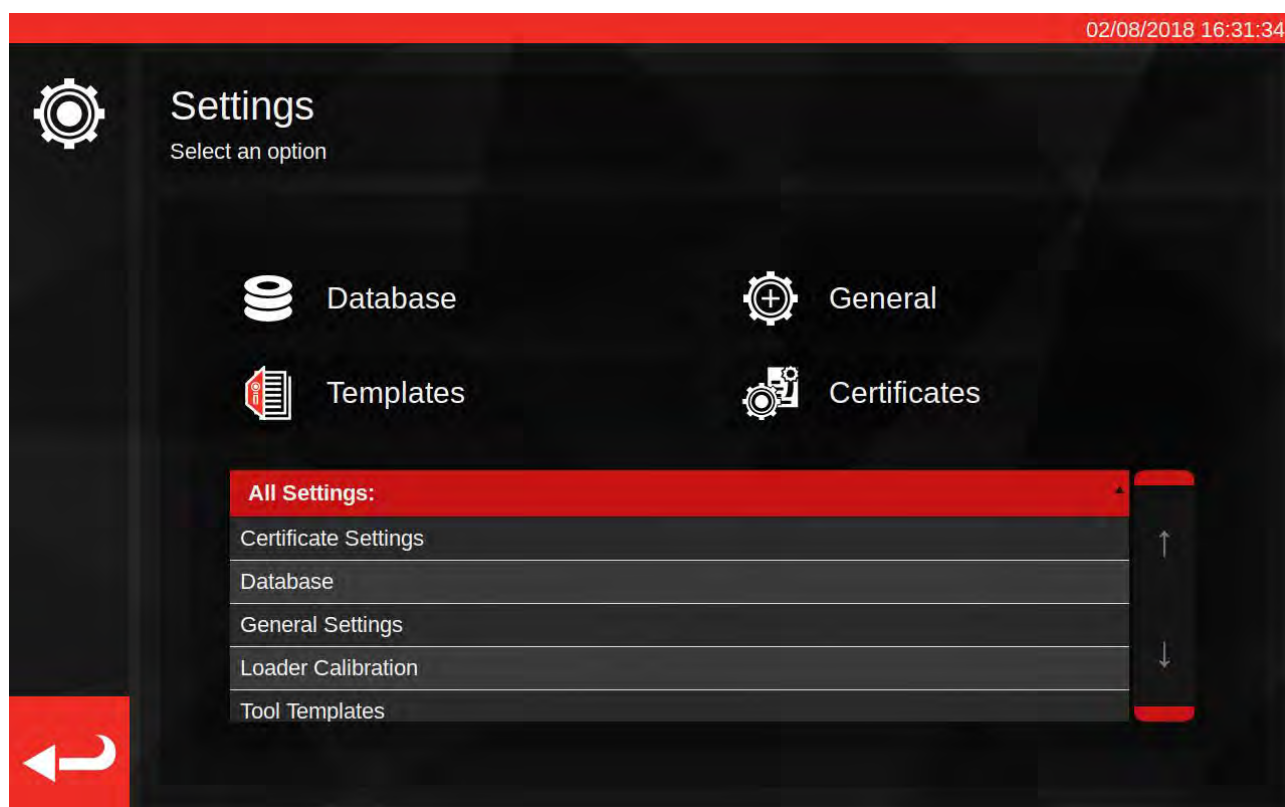 02/08/2018 16:31:34
Settings
Select an option
Database
General
Templates
Certificates
All Settings:
Certificate Settings
Database
General Settings
Loader Calibration
Tool Templates